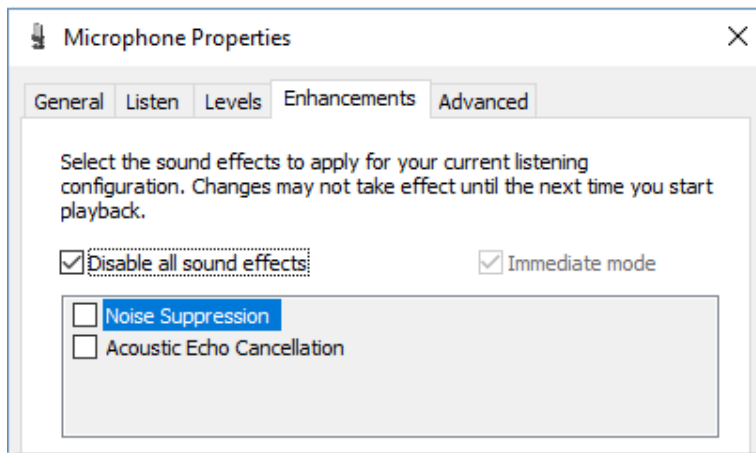 Microphone Properties
General Listen Levels Enhancements Advanced
Select the sound effects to apply for your current listening
configuration. Changes may not take effect until the next time you start
playback.
Disable all sound effects Immediate mode
Noise Suppression
Acoustic Echo Cancellation